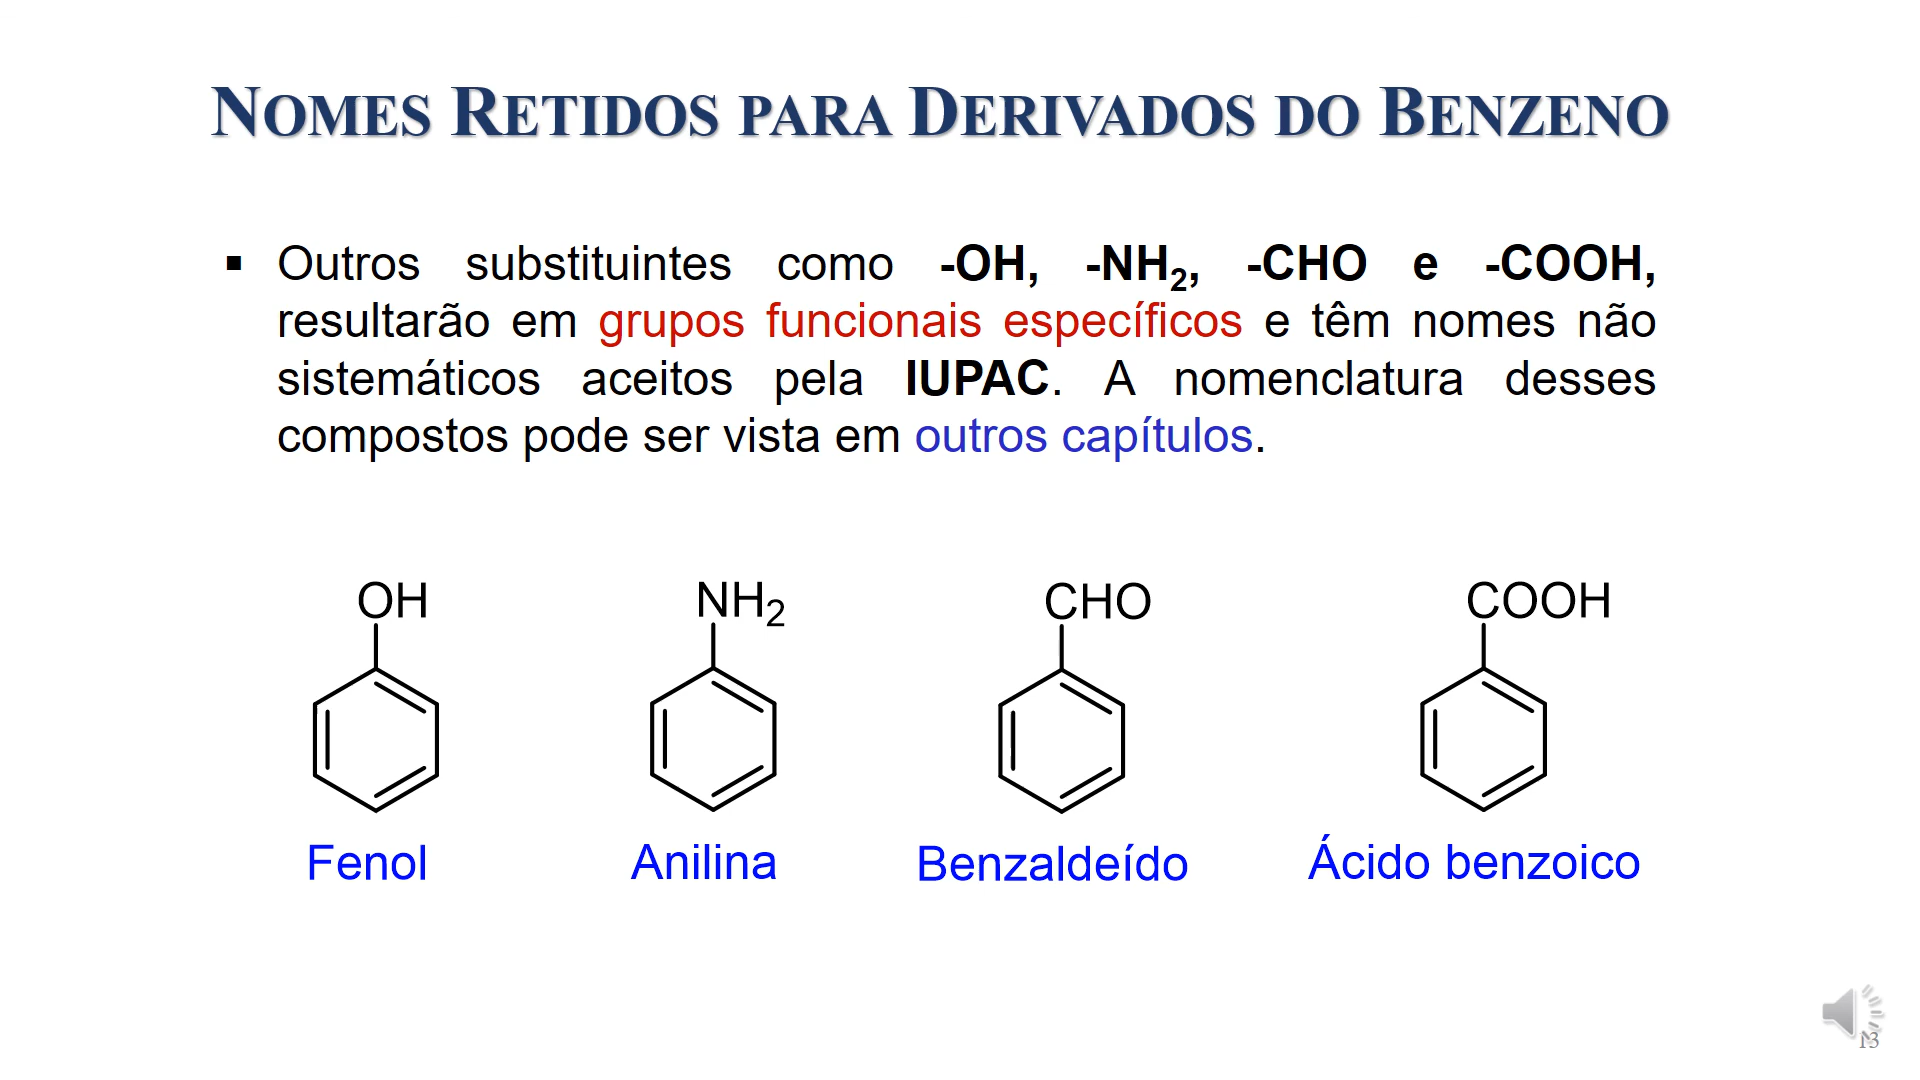 NOMES RETIDOS PARA DERIVADOS DO BENZENO
▪ Outros substituintes como -OH, -NH₂, -CHO e -COOH,
resultarão em grupos funcionais específicos e têm nomes não
sistemáticos aceitos pela IUPAC. A nomenclatura desses
compostos pode ser vista em outros capítulos.
OH NH₂ CHO COOH
Fenol Anilina Benzaldeído Ácido benzoico
13